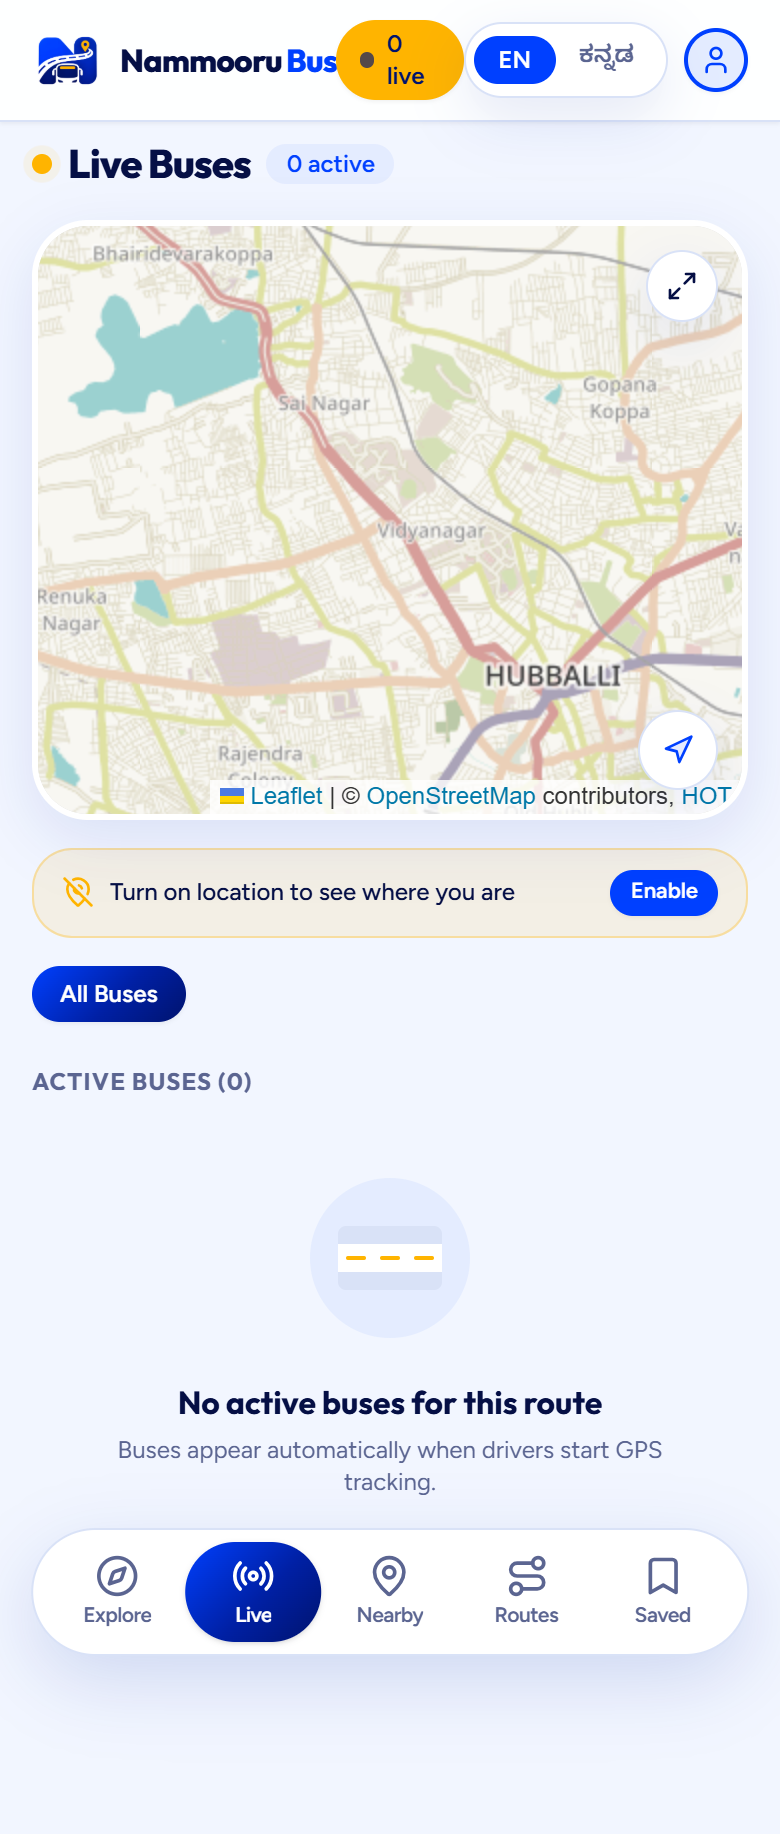 Nammooru Bus
0
live
EN
ಕನ್ನಡ
Live Buses
0 active
Bhairidevarakoppa
Sai Nagar
Gopana
Koppa
Vidyanagar
Renuka
Nagar
HUBBALLI
Rajendra
Colony
Leaflet | © OpenStreetMap contributors, HOT
Turn on location to see where you are
Enable
All Buses
ACTIVE BUSES (0)
No active buses for this route
Buses appear automatically when drivers start GPS
tracking.
Explore
Live
Nearby
Routes
Saved